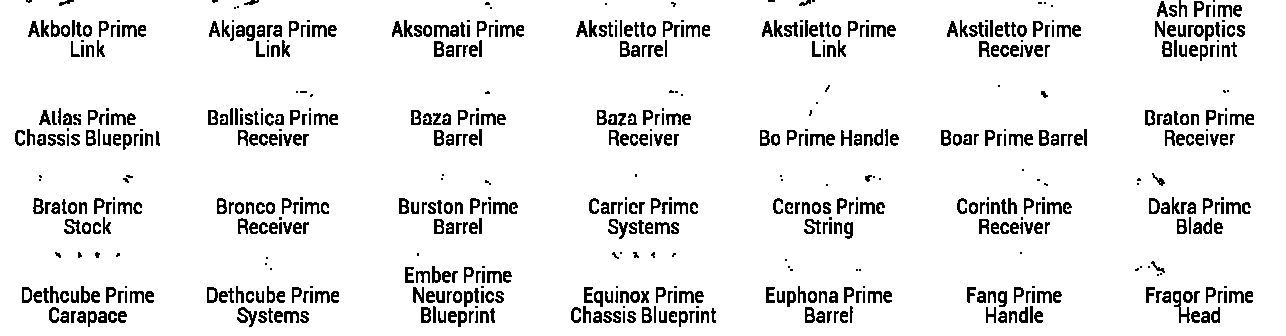 Akbolto Prime
Link
Akjagara Prime
Link
Aksomati Prime
Barrel
Akstiletto Prime
Barrel
Akstiletto Prime
Link
Akstiletto Prime
Receiver
Ash Prime
Neuroptics
Blueprint
Atlas Prime
Chassis Blueprint
Ballistica Prime
Receiver
Baza Prime
Barrel
Baza Prime
Receiver
Bo Prime Handle
Boar Prime Barrel
Braton Prime
Receiver
Braton Prime
Stock
Bronco Prime
Receiver
Burston Prime
Barrel
Carrier Prime
Systems
Cernos Prime
String
Corinth Prime
Receiver
Dakra Prime
Blade
Dethcube Prime
Carapace
Dethcube Prime
Systems
Ember Prime
Neuroptics
Blueprint
Equinox Prime
Chassis Blueprint
Euphona Prime
Barrel
Fang Prime
Handle
Fragor Prime
Head